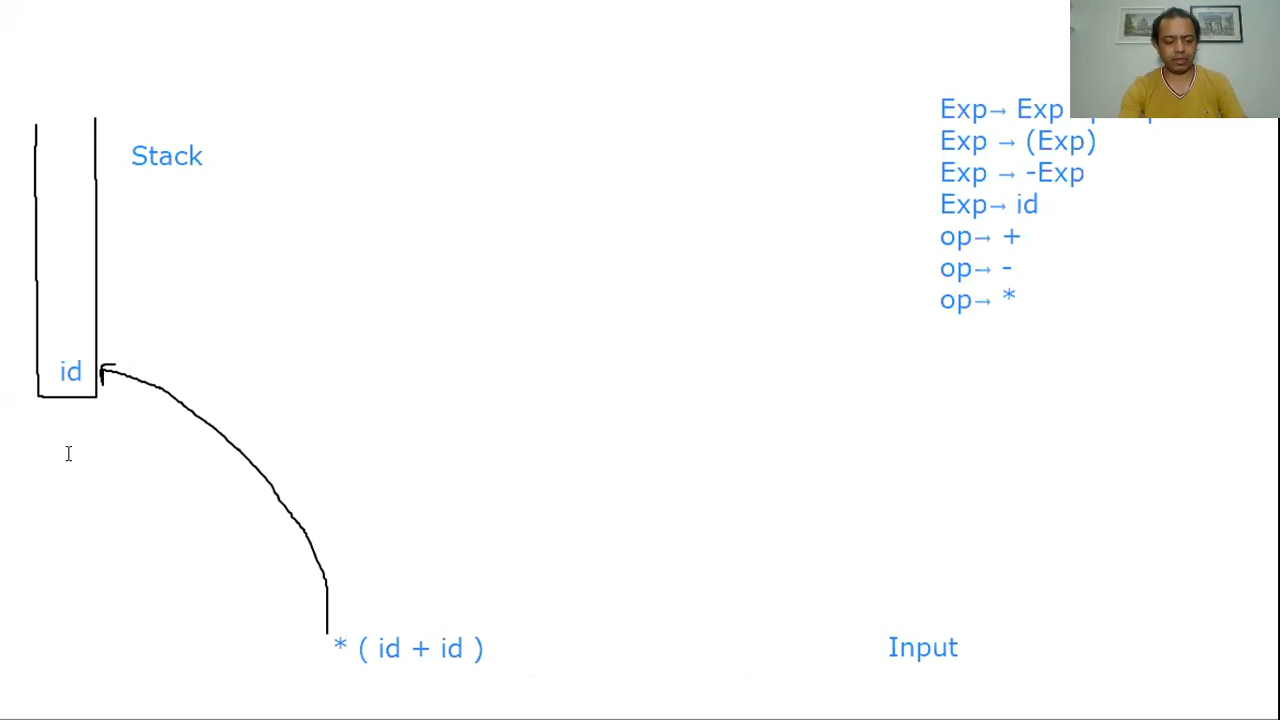 Exp→ Exp
Stack
Exp → (Exp)
Exp → -Exp
Exp→ id
op→ +
op→ -
op→ *
id
* ( id + id )
Input